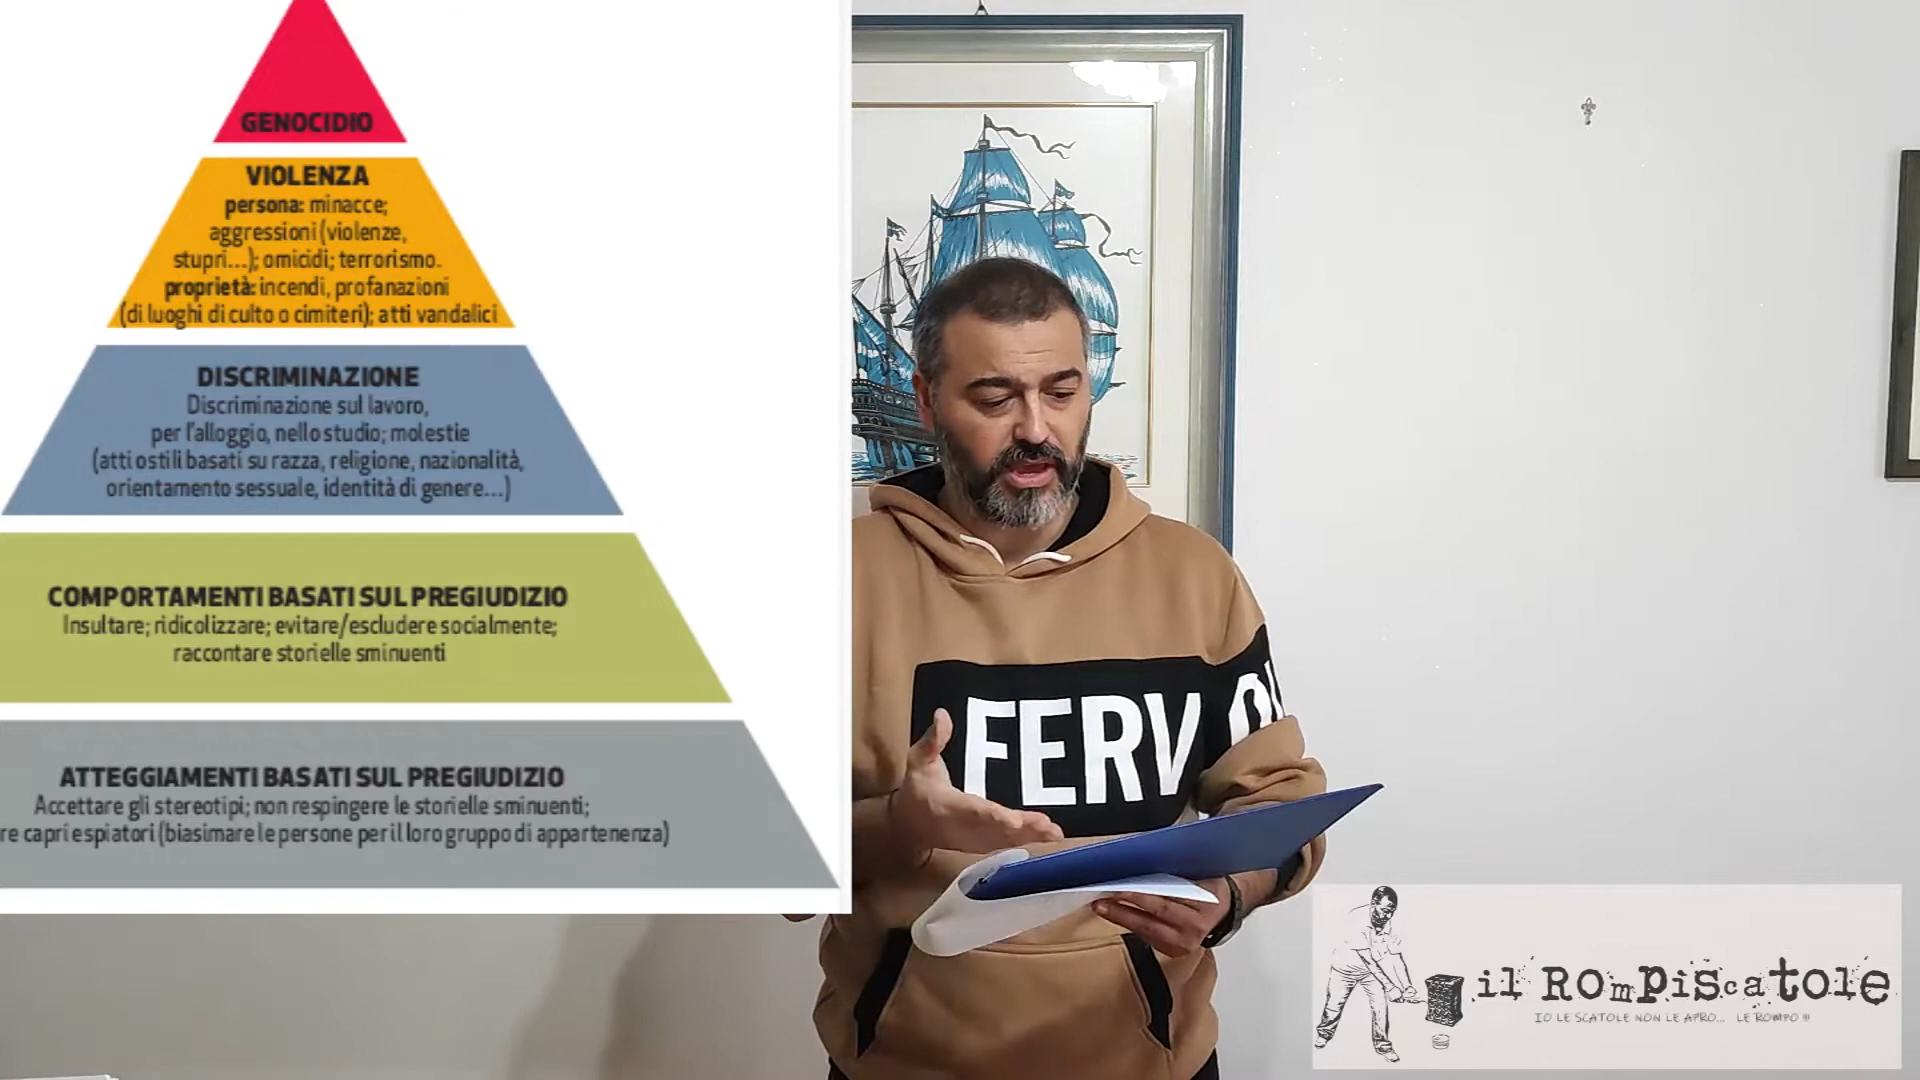 GENOCIDIO
VIOLENZA
persona: minacce;
aggressioni (violenze,
stupri...); omicidi; terrorismo.
proprietà: incendi, profanazioni
(di luoghi di culto o cimiteri); atti vandalici
DISCRIMINAZIONE
Discriminazione sul lavoro,
per l'alloggio, nello studio; molestie
(atti ostili basati su razza, religione, nazionalità,
orientamento sessuale, identità di genere...)
COMPORTAMENTI BASATI SUL PREGIUDIZIO
Insultare; ridicolizzare; evitare/escludere socialmente;
raccontare storielle sminuenti
ATTEGGIAMENTI BASATI SUL PREGIUDIZIO
Accettare gli stereotipi; non respingere le storielle sminuenti;
re capri espiatori (biasimare le persone per il loro gruppo di appartenenza)
FERV
il RompiscatolE
IO LE SCATOLE NON LE APRO... LE ROMPO !!!